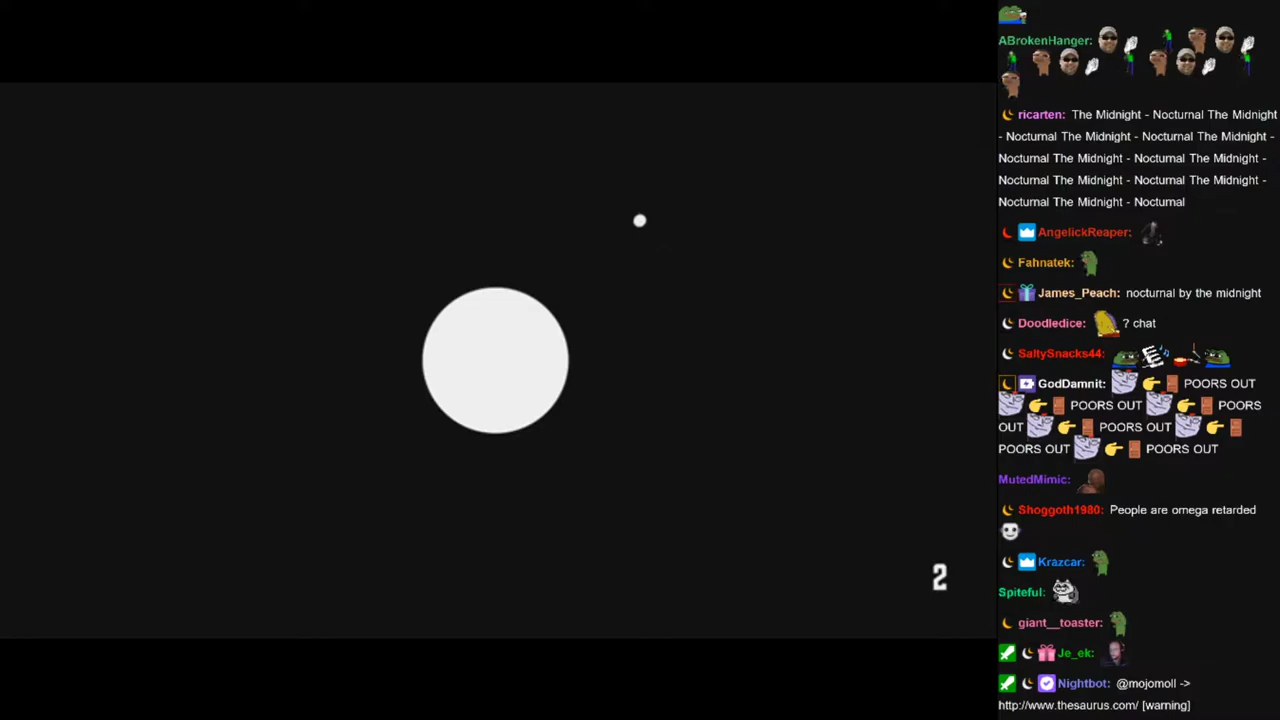 2
ABrokenHanger:
ricarten: The Midnight - Nocturnal The Midnight
- Nocturnal The Midnight - Nocturnal The Midnight -
Nocturnal The Midnight - Nocturnal The Midnight -
Nocturnal The Midnight - Nocturnal The Midnight -
Nocturnal The Midnight - Nocturnal
AngelickReaper:
Fahnatek:
James_Peach: nocturnal by the midnight
Doodledice: ? chat
SaltySnacks44:
GodDamnit: POORS OUT
POORS OUT POORS
OUT POORS OUT
POORS OUT POORS OUT
MutedMimic:
Shoggoth1980: People are omega retarded
Krazcar:
Spiteful:
giant__toaster:
Je_ek:
Nightbot: @mojomoll ->
http://www.thesaurus.com/ [warning]